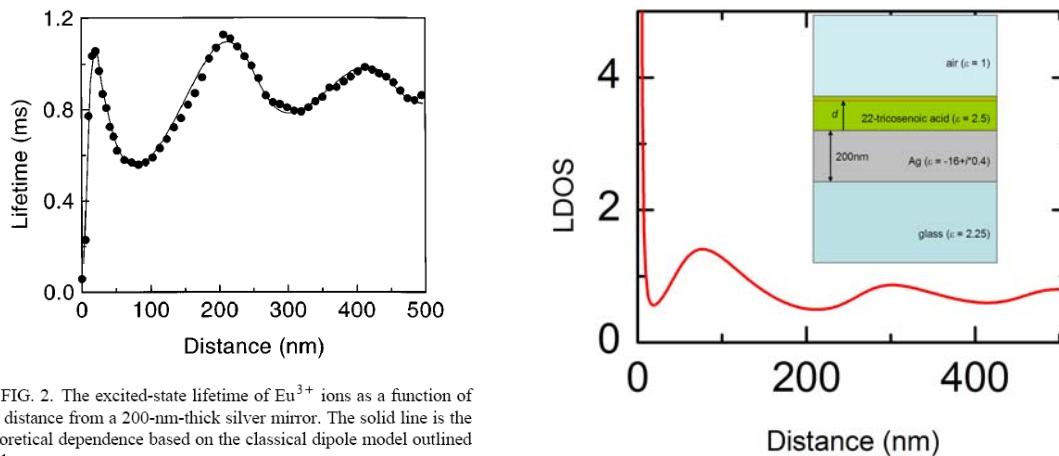 1.2
0.8
0.4
0.0
Lifetime (ms)
0 100 200 300 400 500
Distance (nm)
FIG. 2. The excited-state lifetime of Eu3+ ions as a function of
distance from a 200-nm-thick silver mirror. The solid line is the
oretical dependence based on the classical dipole model outlined
4
2
0
LDOS
0 200 400
Distance (nm)
air (ε = 1)
d
22-tricosenoic acid (ε = 2.5)
200nm
Ag (ε = -16+i*0.4)
glass (ε = 2.25)